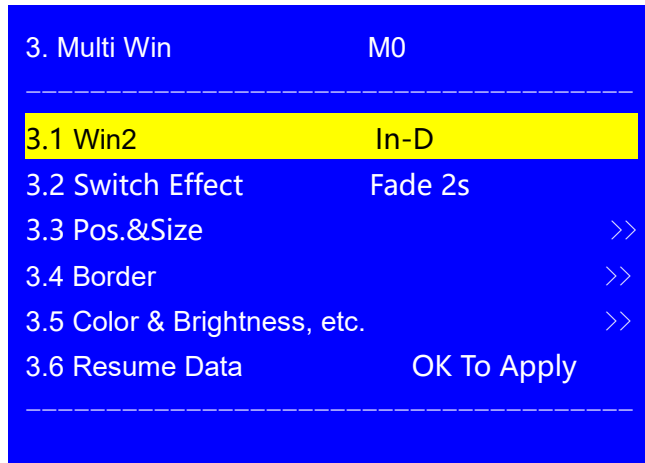 3. Multi Win M0
--------------------------------------
3.1 Win2 In-D
3.2 Switch Effect Fade 2s
3.3 Pos.&Size >>
3.4 Border >>
3.5 Color & Brightness, etc. >>
3.6 Resume Data OK To Apply
--------------------------------------